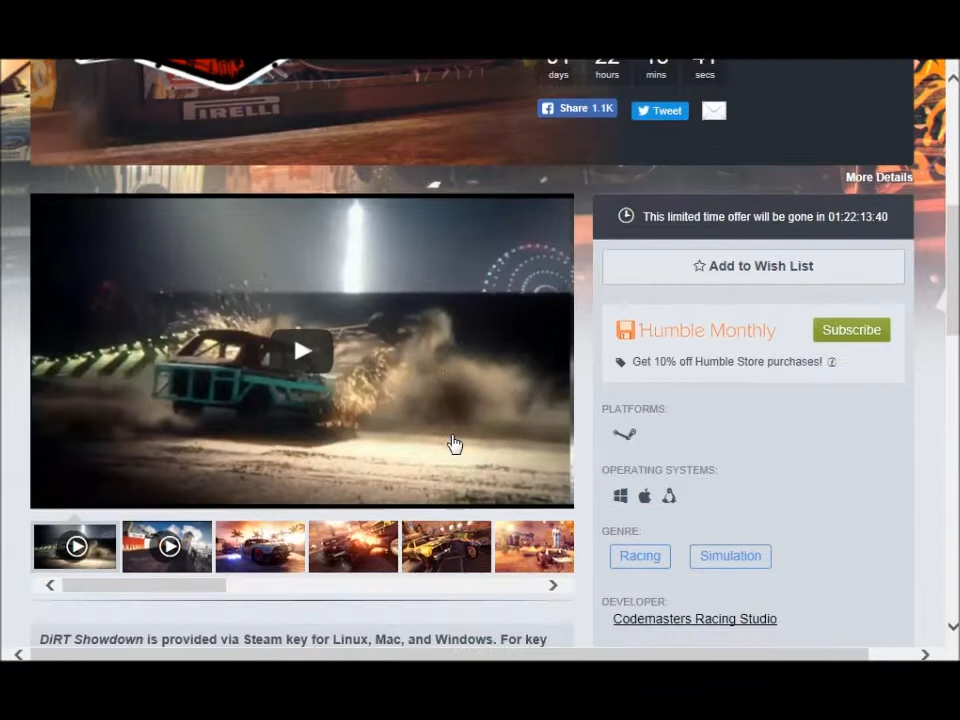 PIRELLI
days hours mins secs
Share 1.1K Tweet
More Details
This limited time offer will be gone in 01:22:13:40
Add to Wish List
Humble Monthly Subscribe
Get 10% off Humble Store purchases!
PLATFORMS:
OPERATING SYSTEMS:
GENRE:
Racing Simulation
DEVELOPER:
Codemasters Racing Studio
DiRT Showdown is provided via Steam key for Linux, Mac, and Windows. For key